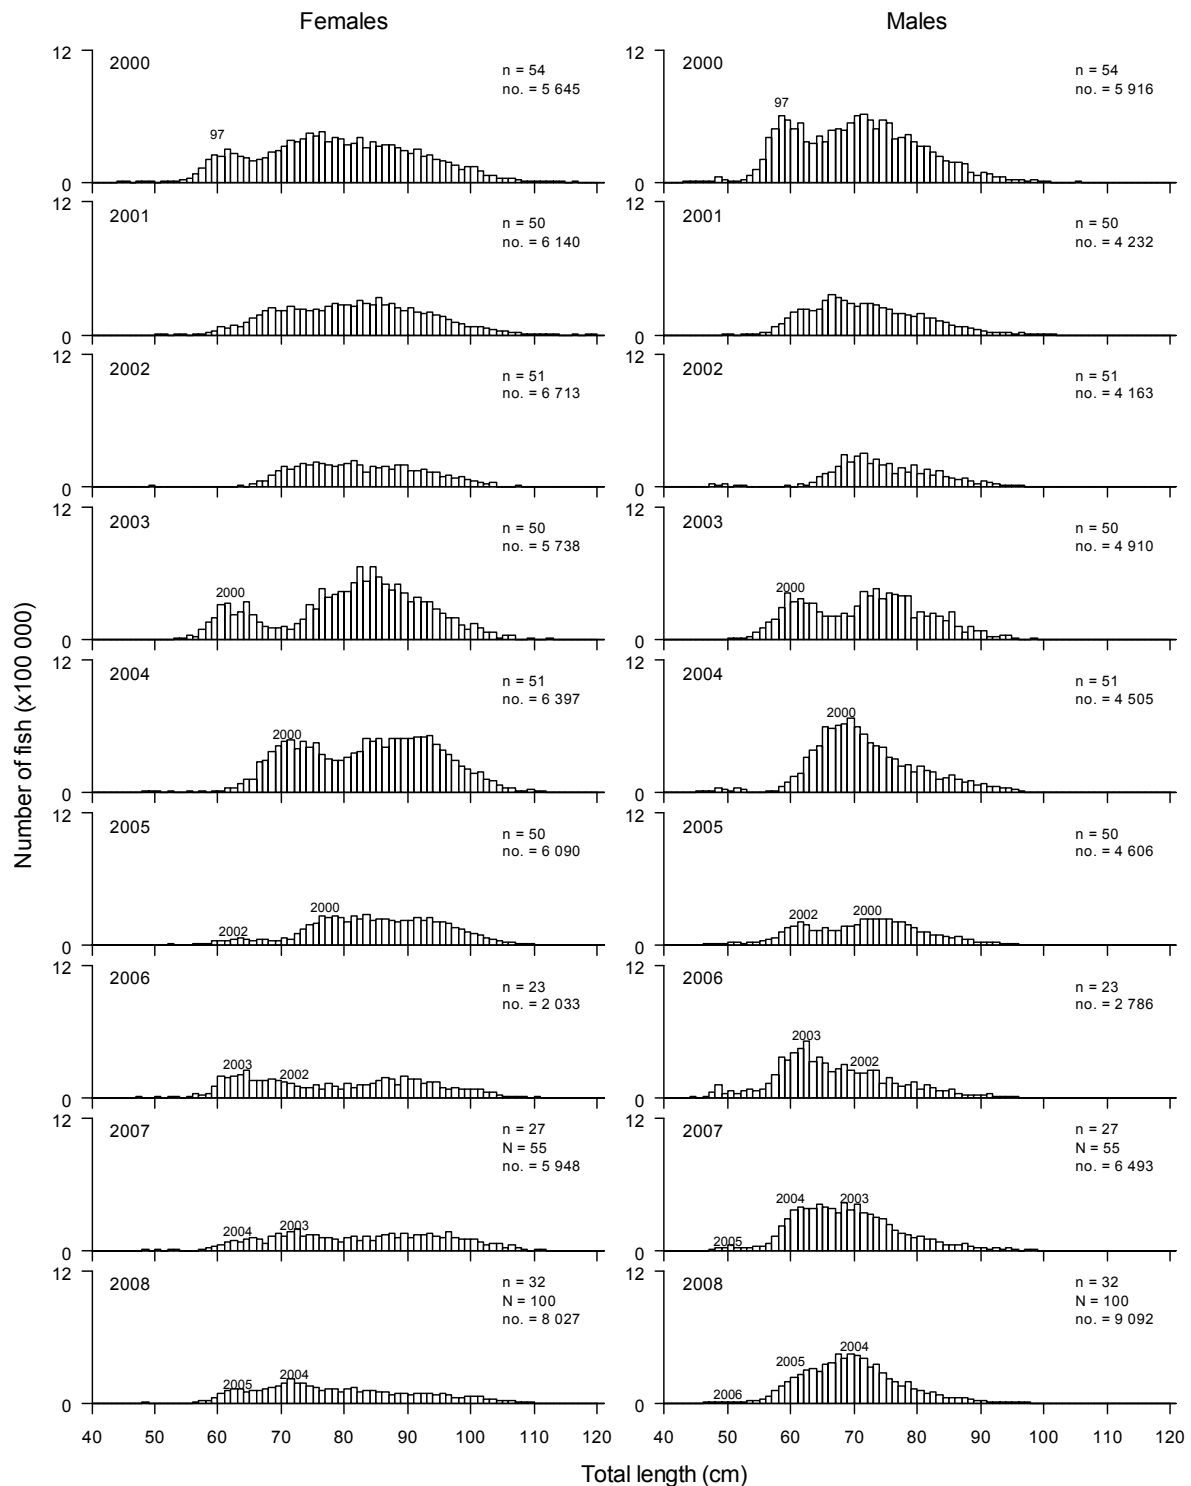 Females Males
12 2000 n = 54 2000 n = 54
no. = 5 645 97 no. = 5 916
97
0 0
12 2001 n = 50 12 2001 n = 50
no. = 6 140 no. = 4 232
0 0
12 2002 n = 51 12 2002 n = 51
no. = 6 713 no. = 4 163
0 0
12 2003 n = 50 12 2003 n = 50
no. = 5 738 no. = 4 910
2000 2000
0 0
12 2004 n = 51 12 2004 n = 51
no. = 6 397 no. = 4 505
2000 2000
0 0
12 2005 n = 50 12 2005 n = 50
no. = 6 090 no. = 4 606
2002 2000 2002 2000
0 0
12 2006 n = 23 12 2006 n = 23
no. = 2 033 no. = 2 786
2003 2002 2003 2002
0 0
12 2007 n = 27 12 2007 n = 27
N = 55 N = 55
no. = 5 948 no. = 6 493
2004 2003 2005 2004 2003
0 0
12 2008 n = 32 12 2008 n = 32
N = 100 N = 100
no. = 8 027 no. = 9 092
2005 2004 2006 2005 2004
0 0
40 50 60 70 80 90 100 110 120 40 50 60 70 80 90 100 110 120
Total length (cm)
Number of fish (x100 000)